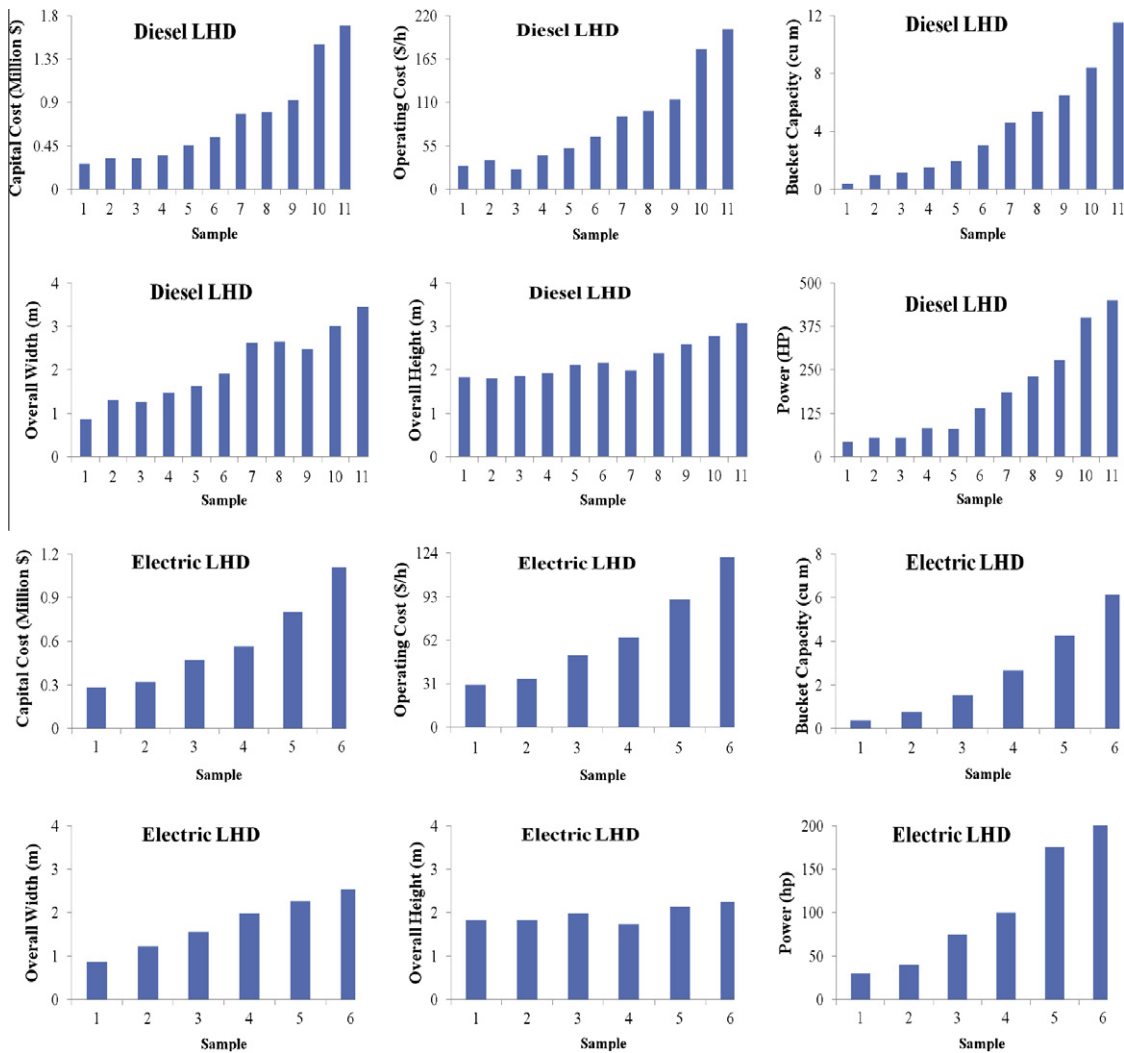 Diesel LHD
Capital Cost (Million $)
1.8
1.35
0.9
0.45
0
1 2 3 4 5 6 7 8 9 10 11
Sample
Diesel LHD
Operating Cost ($/h)
220
165
110
55
0
1 2 3 4 5 6 7 8 9 10 11
Sample
Diesel LHD
Bucket Capacity (cu m)
12
8
4
0
1 2 3 4 5 6 7 8 9 10 11
Sample
Diesel LHD
Overall Width (m)
4
3
2
1
0
1 2 3 4 5 6 7 8 9 10 11
Sample
Diesel LHD
Overall Height (m)
4
3
2
1
0
1 2 3 4 5 6 7 8 9 10 11
Sample
Diesel LHD
Power (HP)
500
375
250
125
0
1 2 3 4 5 6 7 8 9 10 11
Sample
Electric LHD
Capital Cost (Million $)
1.2
0.9
0.6
0.3
0
1 2 3 4 5 6
Sample
Electric LHD
Operating Cost ($/h)
124
93
62
31
0
1 2 3 4 5 6
Sample
Electric LHD
Bucket Capacity (cu m)
8
6
4
2
0
1 2 3 4 5 6
Sample
Electric LHD
Overall Width (m)
4
3
2
1
0
1 2 3 4 5 6
Sample
Electric LHD
Overall Height (m)
4
3
2
1
0
1 2 3 4 5 6
Sample
Electric LHD
Power (hp)
200
150
100
50
0
1 2 3 4 5 6
Sample